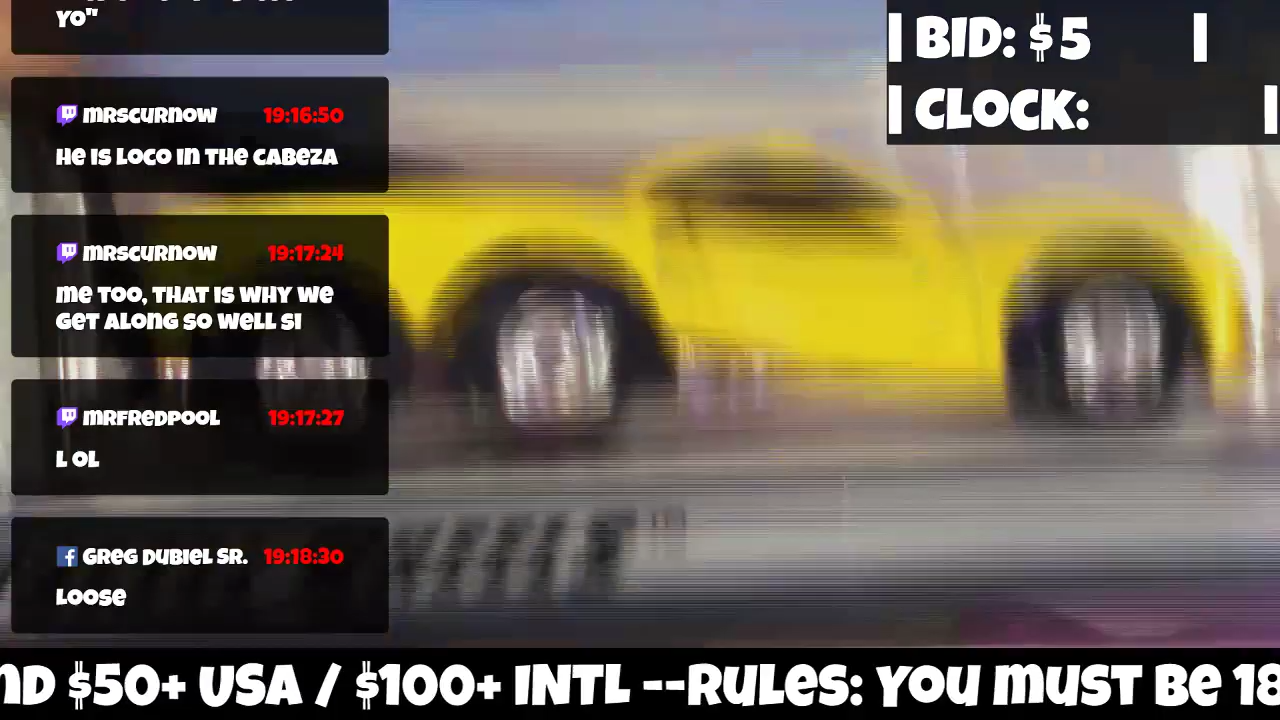 YO"
mrscurnow 19:16:50
He is loco in the cabeza
mrscurnow 19:17:24
me too, that is why we
get along so well si
mrfredpool 19:17:27
L OL
Greg Dubiel Sr. 19:18:30
Loose
| BID: $5 |
| CLOCK: |
ND $50+ USA / $100+ INTL --Rules: You must be 18